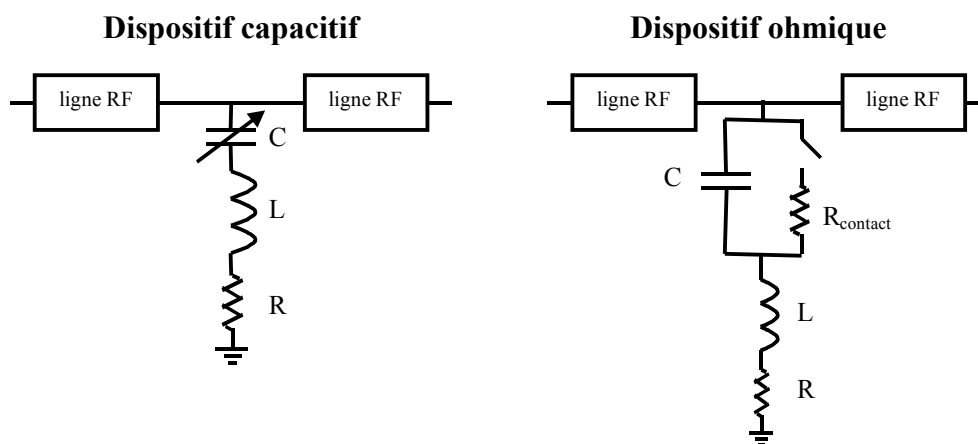 Dispositif capacitif
ligne RF
ligne RF
C
L
R
Dispositif ohmique
ligne RF
ligne RF
C
Rcontact
L
R